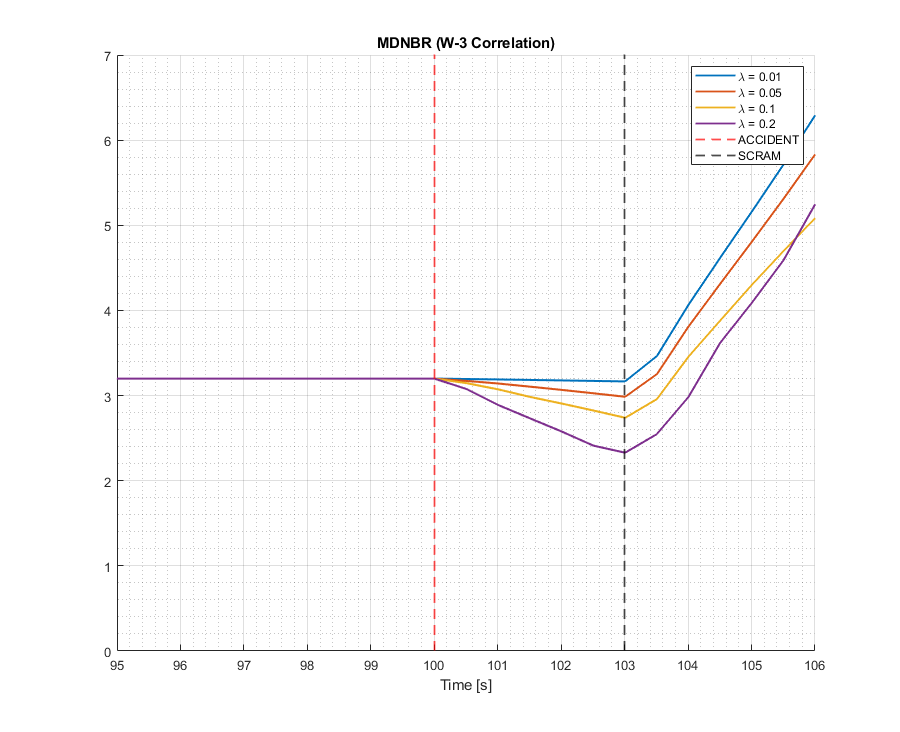 MDNBR (W-3 Correlation)
7
6
5
4
3
2
1
0
λ = 0.01
λ = 0.05
λ = 0.1
λ = 0.2
ACCIDENT
SCRAM
95 96 97 98 99 100 101 102 103 104 105 106
Time [s]